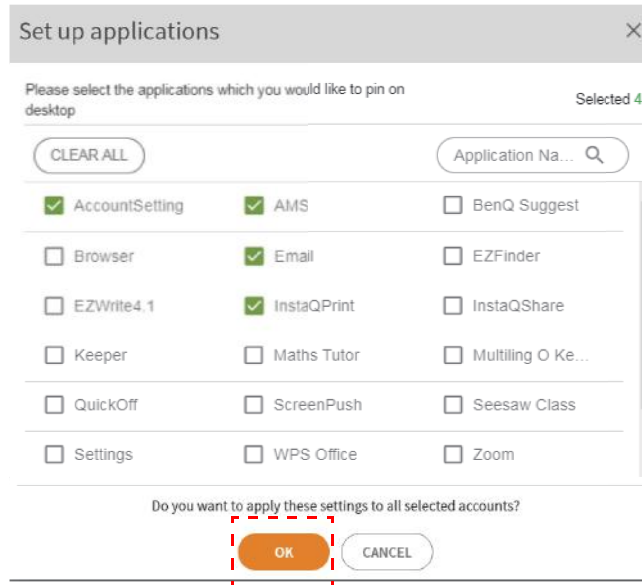 Set up applications
Please select the applications which you would like to pin on
desktop
Selected 4
CLEAR ALL
Application Na...
AccountSetting AMS BenQ Suggest
Browser Email EZFinder
EZWrite4.1 InstaQPrint InstaQShare
Keeper Maths Tutor Multiling O Ke...
QuickOff ScreenPush Seesaw Class
Settings WPS Office Zoom
Do you want to apply these settings to all selected accounts?
OK CANCEL